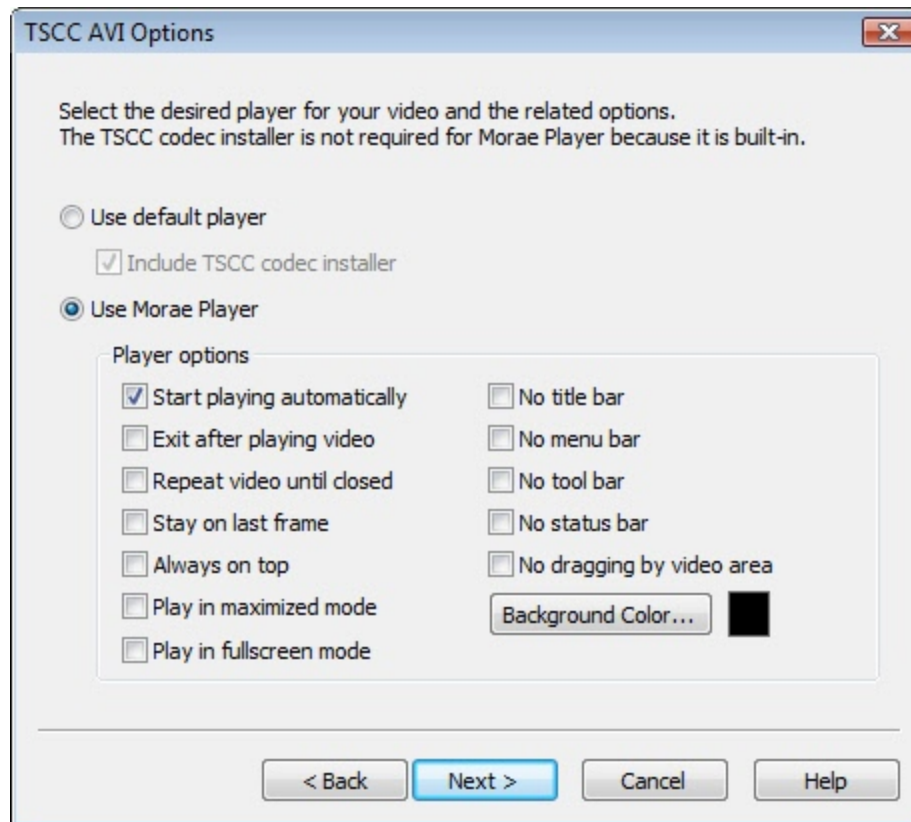 TSCC AVI Options
Select the desired player for your video and the related options.
The TSCC codec installer is not required for Morae Player because it is built-in.
Use default player
Include TSCC codec installer
Use Morae Player
Player options
Start playing automatically
Exit after playing video
Repeat video until closed
Stay on last frame
Always on top
Play in maximized mode
Play in fullscreen mode
No title bar
No menu bar
No tool bar
No status bar
No dragging by video area
Background Color...
< Back
Next >
Cancel
Help